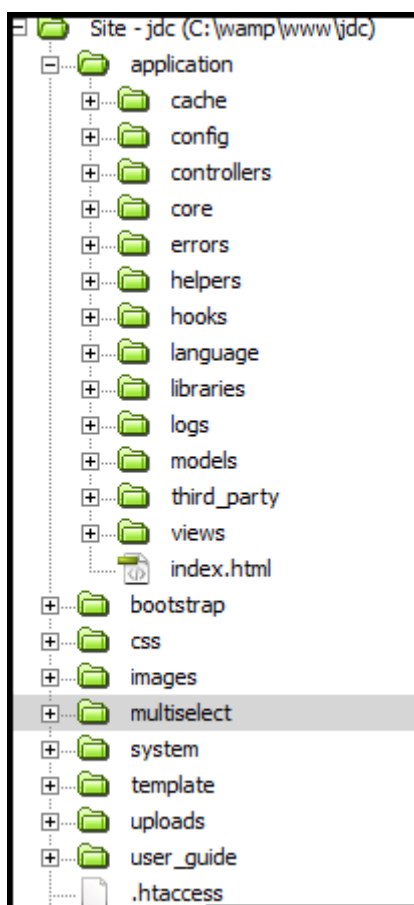 Site - jdc (C:\wamp\www\jdc)
application
cache
config
controllers
core
errors
helpers
hooks
language
libraries
logs
models
third_party
views
index.html
bootstrap
css
images
multiselect
system
template
uploads
user_guide
.htaccess